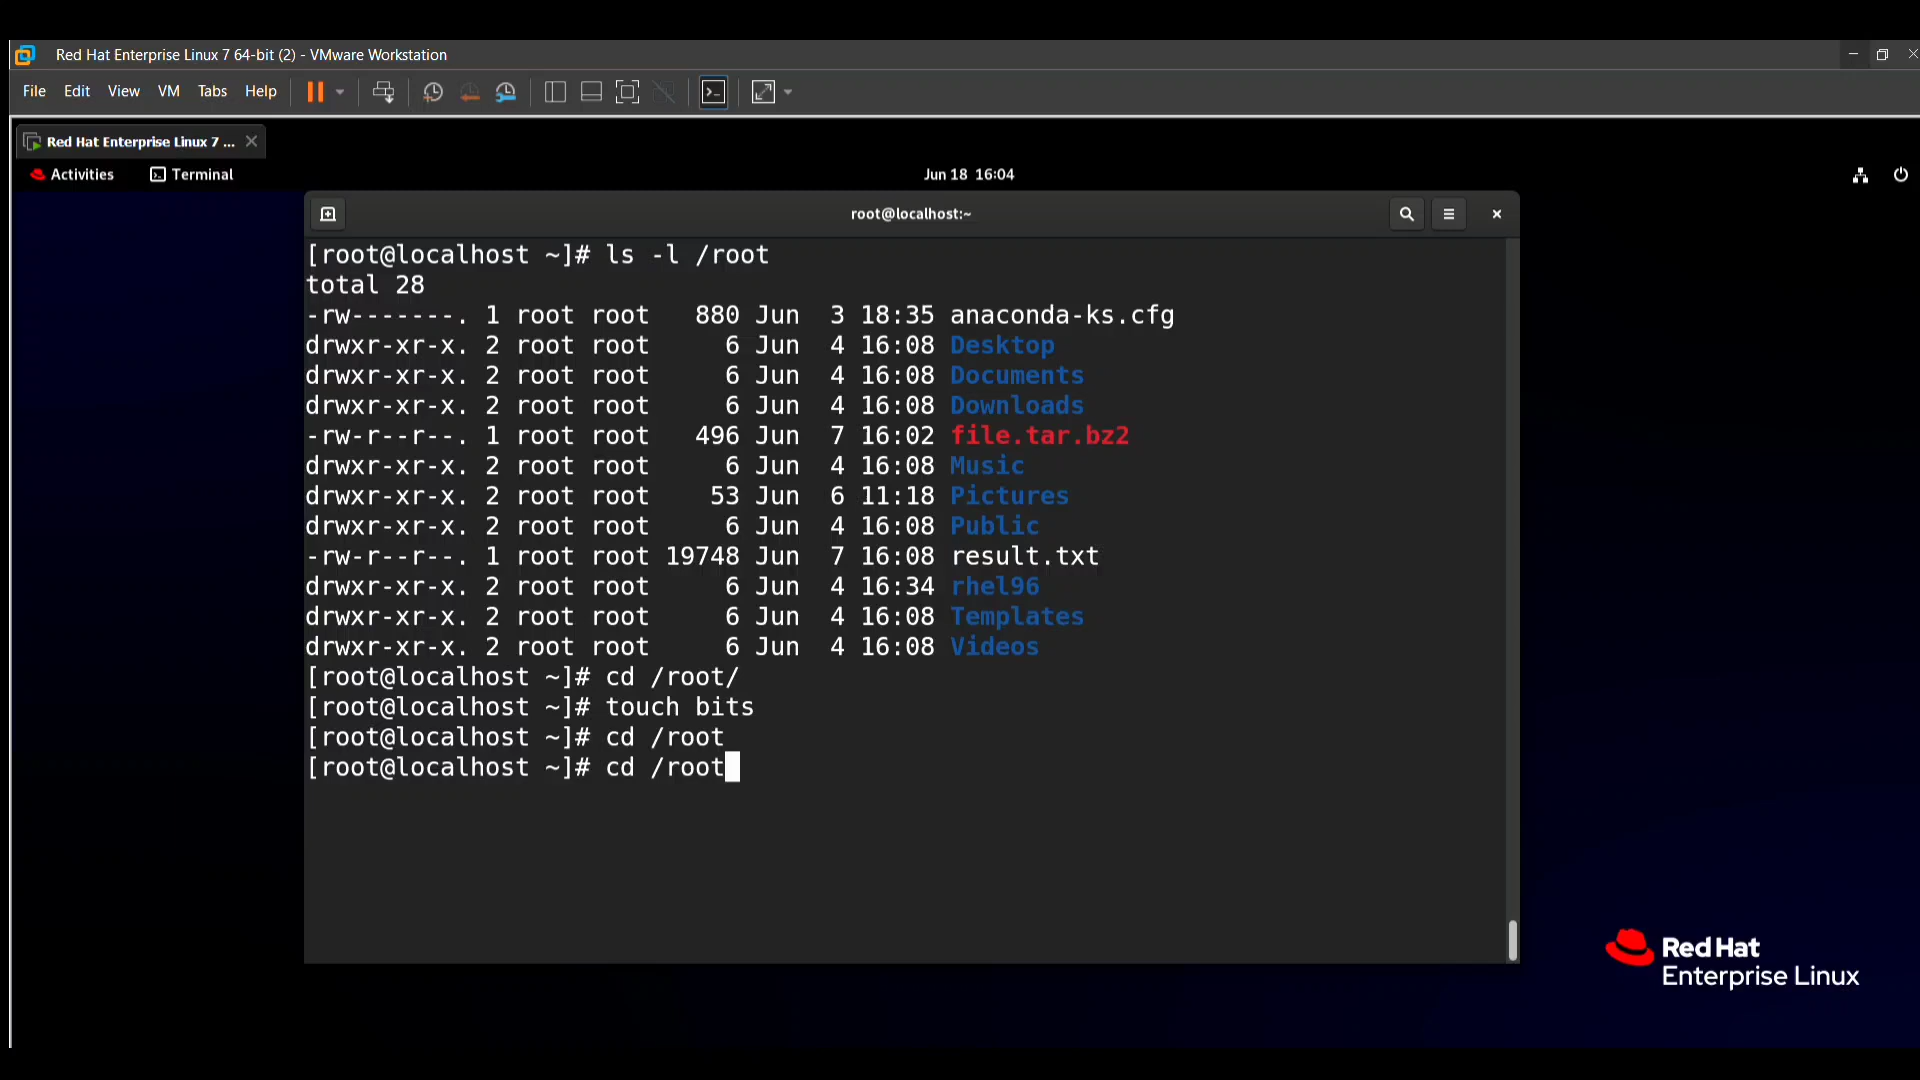 Red Hat Enterprise Linux 7 64-bit (2) - VMware Workstation
File Edit View VM Tabs Help
Red Hat Enterprise Linux 7 ...
Activities Terminal Jun 18 16:04
root@localhost:~
[root@localhost ~]# ls -l /root
total 28
-rw-------. 1 root root   880 Jun  3 18:35 anaconda-ks.cfg
drwxr-xr-x. 2 root root     6 Jun  4 16:08 Desktop
drwxr-xr-x. 2 root root     6 Jun  4 16:08 Documents
drwxr-xr-x. 2 root root     6 Jun  4 16:08 Downloads
-rw-r--r--. 1 root root   496 Jun  7 16:02 file.tar.bz2
drwxr-xr-x. 2 root root     6 Jun  4 16:08 Music
drwxr-xr-x. 2 root root    53 Jun  6 11:18 Pictures
drwxr-xr-x. 2 root root     6 Jun  4 16:08 Public
-rw-r--r--. 1 root root 19748 Jun  7 16:08 result.txt
drwxr-xr-x. 2 root root     6 Jun  4 16:34 rhel96
drwxr-xr-x. 2 root root     6 Jun  4 16:08 Templates
drwxr-xr-x. 2 root root     6 Jun  4 16:08 Videos
[root@localhost ~]# cd /root/
[root@localhost ~]# touch bits
[root@localhost ~]# cd /root
[root@localhost ~]# cd /root
Red Hat
Enterprise Linux